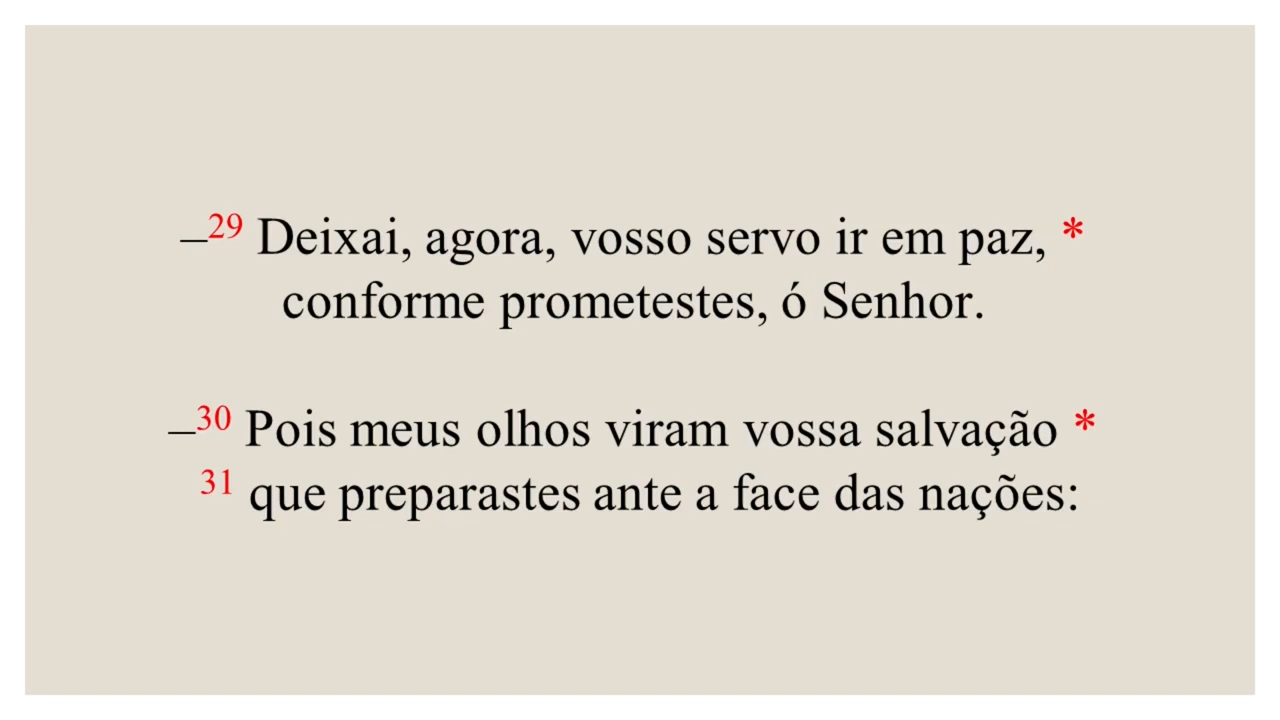 –29 Deixai, agora, vosso servo ir em paz, *
conforme prometestes, ó Senhor.
–30 Pois meus olhos viram vossa salvação *
31 que preparastes ante a face das nações: